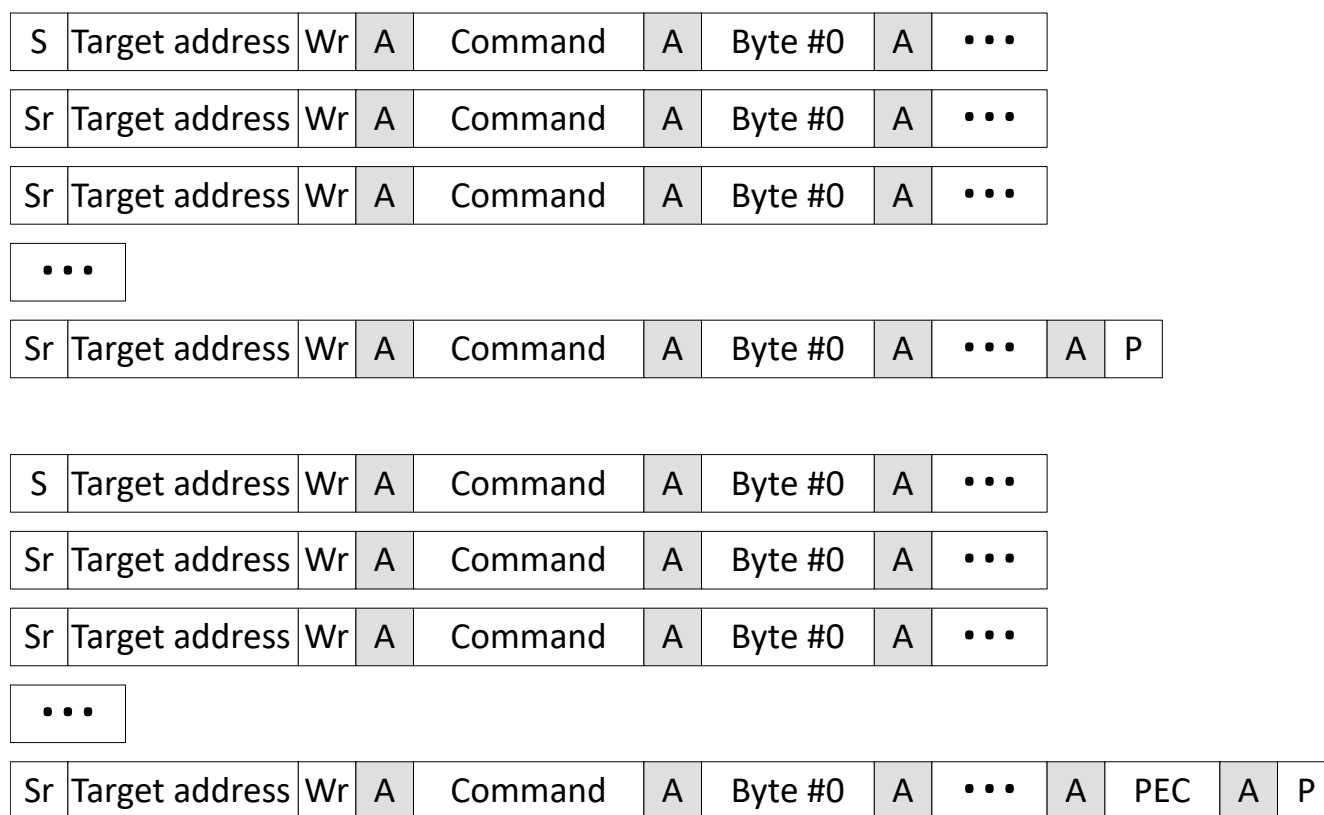 S Target address Wr A Command A Byte #0 A •••
Sr Target address Wr A Command A Byte #0 A •••
Sr Target address Wr A Command A Byte #0 A •••
•••
Sr Target address Wr A Command A Byte #0 A ••• A P
S Target address Wr A Command A Byte #0 A •••
Sr Target address Wr A Command A Byte #0 A •••
Sr Target address Wr A Command A Byte #0 A •••
•••
Sr Target address Wr A Command A Byte #0 A ••• A PEC A P